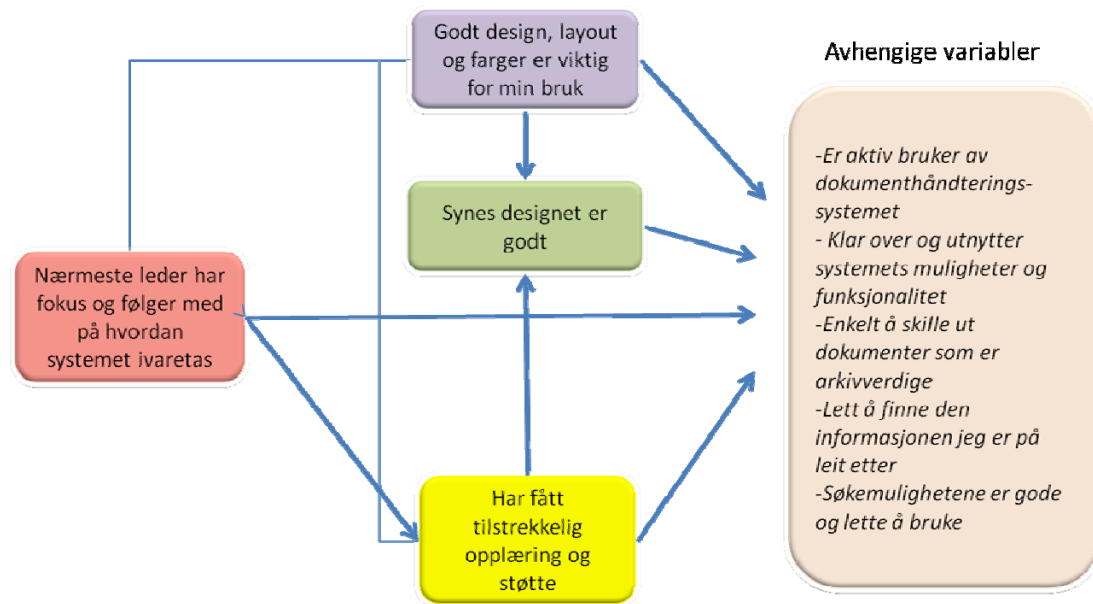 Godt design, layout
og farger er viktig
for min bruk
Avhengige variabler
Synes designet er
godt
Nærmeste leder har
fokus og følger med
på hvordan
systemet ivaretas
Har fått
tilstrekkelig
opplæring og
støtte
-Er aktiv bruker av
dokumenthåndterings-
systemet
- Klar over og utnytter
systemets muligheter og
funksjonalitet
-Enkelt å skille ut
dokumenter som er
arkivverdige
-Lett å finne den
informasjonen jeg er på
leit etter
-Søkemulighetene er gode
og lette å bruke